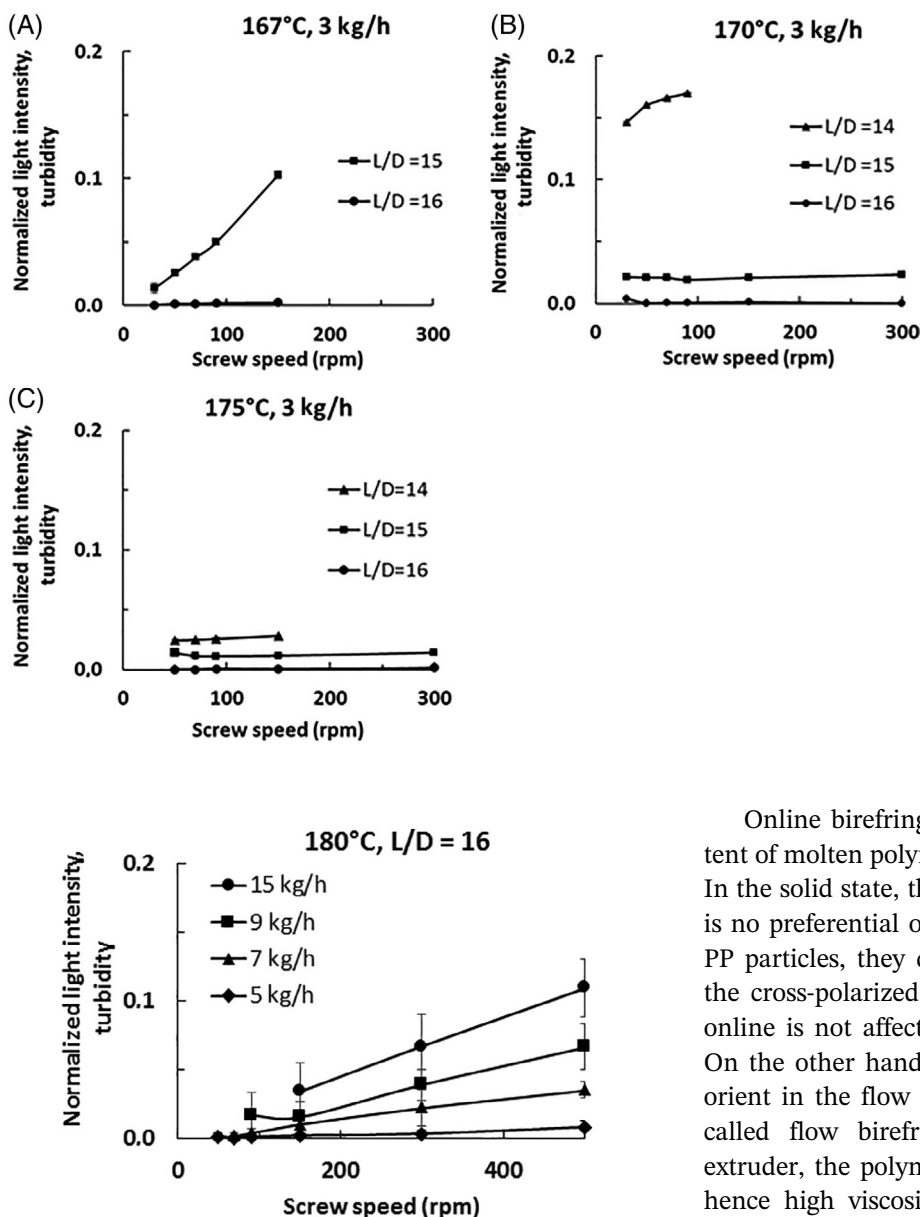 (A)
167°C, 3 kg/h
Normalized light intensity,
turbidity
0.2
0.1
0.0
0
100
200
300
Screw speed (rpm)
L/D =15
L/D =16
(B)
170°C, 3 kg/h
Normalized light intensity,
turbidity
0.2
0.1
0.0
0
100
200
300
Screw speed (rpm)
L/D =14
L/D =15
L/D =16
(C)
175°C, 3 kg/h
Normalized light intensity,
turbidity
0.2
0.1
0,0
0
100
200
300
Screw speed (rpm)
L/D=14
L/D=15
L/D=16
180°C, L/D = 16
Normalized light intensity,
turbidity
0.2
0.1
0.0
0
200
400
Screw speed (rpm)
15 kg/h
9 kg/h
7 kg/h
5 kg/h
Online birefring
tent of molten polyr
In the solid state, th
is no preferential o
PP particles, they c
the cross-polarized
online is not affect
On the other hand
orient in the flow
called flow birefr
extruder, the polyn
hence high viscosi